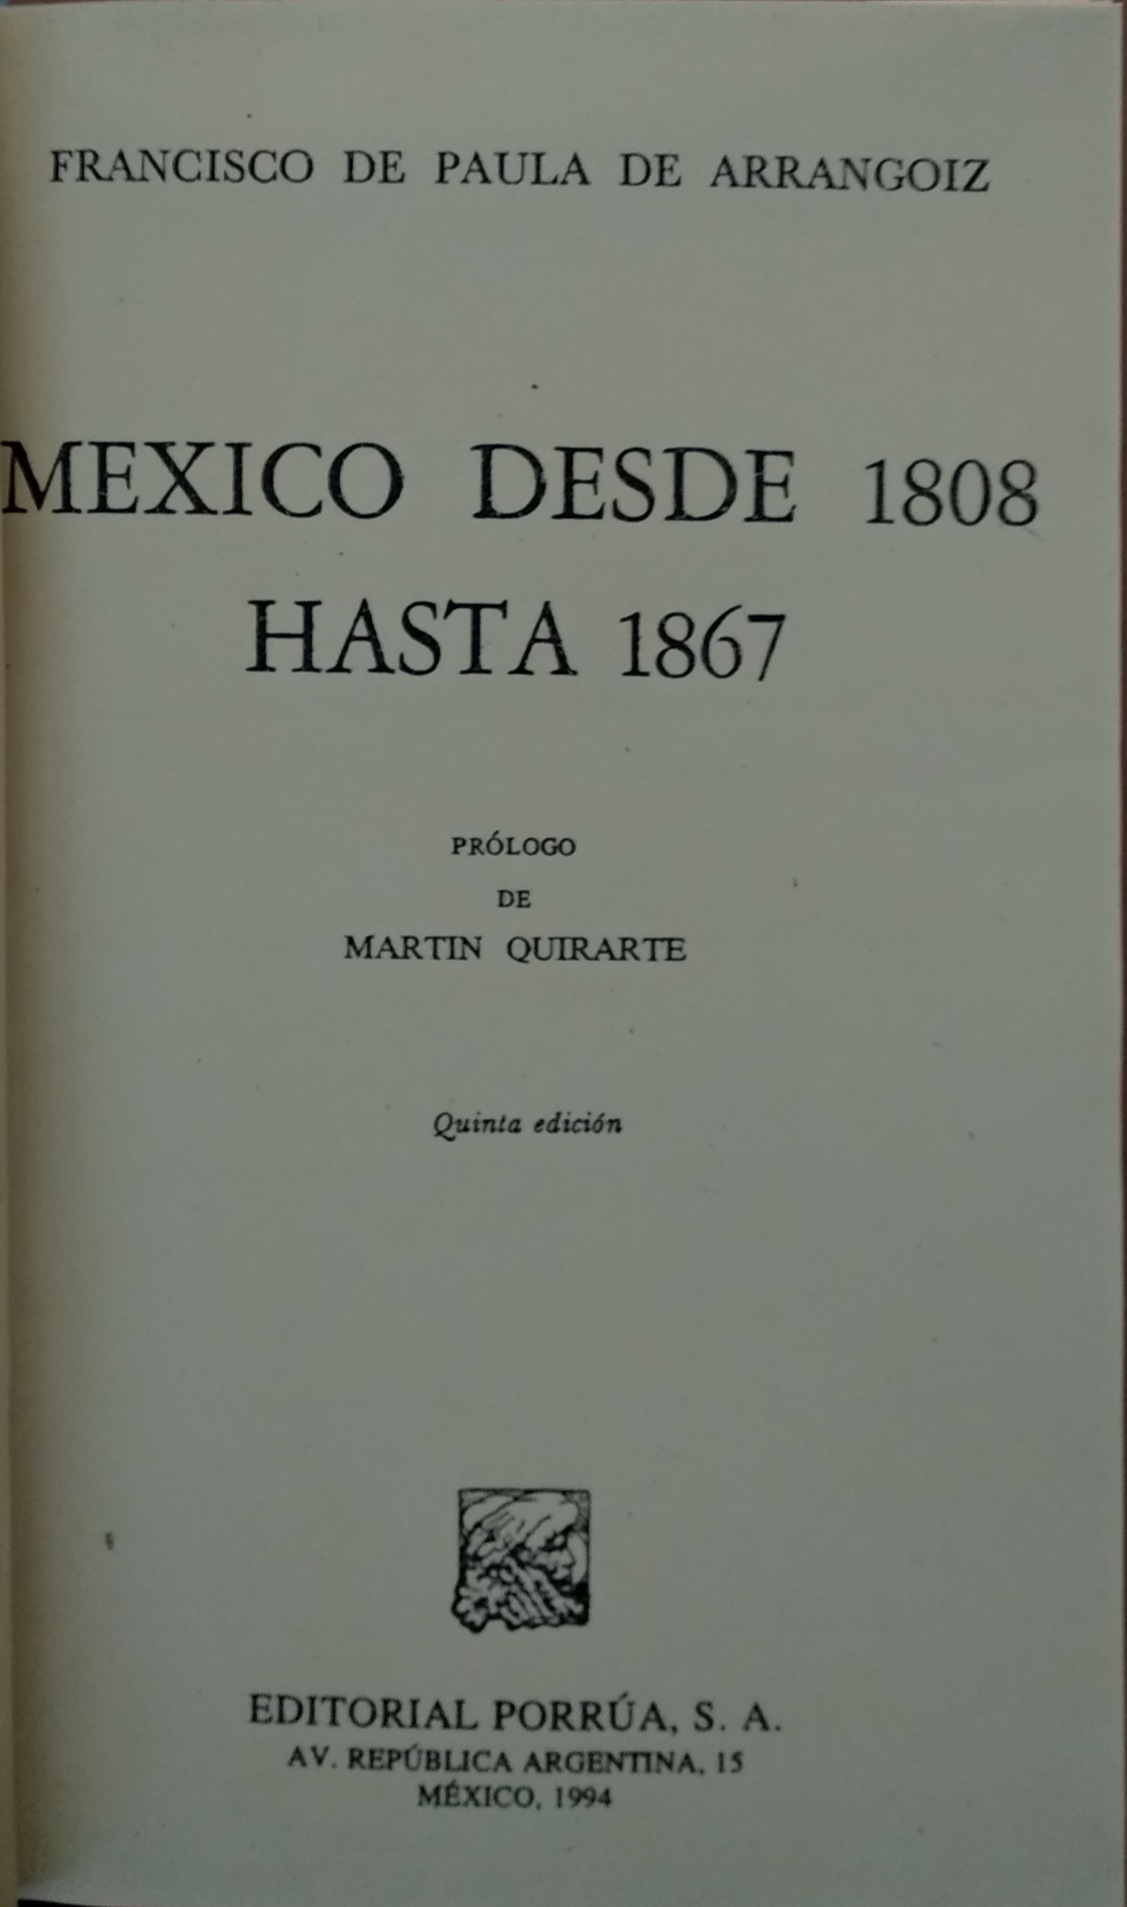 FRANCISCO DE PAULA DE ARRANGOIZ
MEXICO DESDE 1808
HASTA 1867
PRÓLOGO
DE
MARTIN QUIRARTE
Quinta edición
EDITORIAL PORRÚA, S. A.
AV. REPÚBLICA ARGENTINA, 15
MÉXICO, 1994